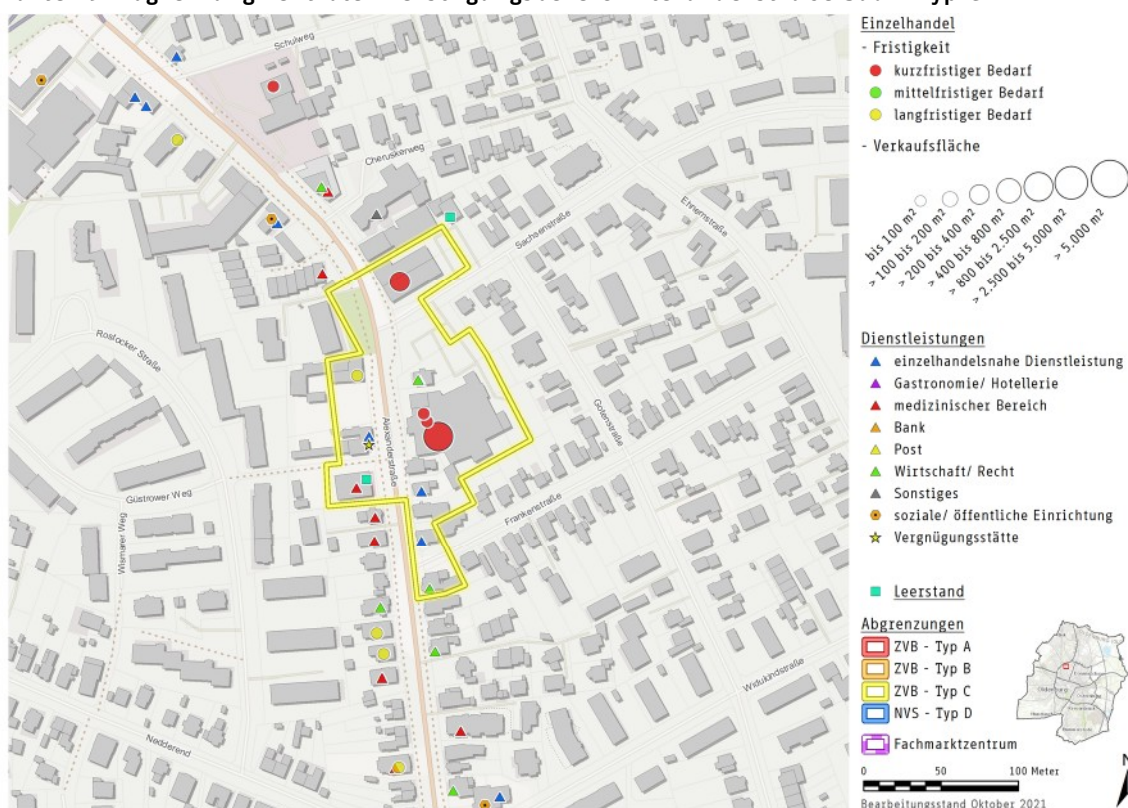 Einzelhandel
- Fristigkeit
kurzfristiger Bedarf
mittelfristiger Bedarf
langfristiger Bedarf
- Verkaufsfläche
bis 100 m²
> 100 bis 200 m²
> 200 bis 400 m²
> 400 bis 800 m²
> 800 bis 2.500 m²
> 2.500 bis 5.000 m²
> 5.000 m²
Dienstleistungen
einzelhandelsnahe Dienstleistung
Gastronomie/ Hotellerie
medizinischer Bereich
Bank
Post
Wirtschaft/ Recht
Sonstiges
soziale/ öffentliche Einrichtung
Vergnügungsstätte
Leerstand
Abgrenzungen
ZVB - Typ A
ZVB - Typ B
ZVB - Typ C
NVS - Typ D
Fachmarktzentrum
0 50 100 Meter
N
Bearbeitungsstand Oktober 2021
Schulweg
Cheruskerweg
Sachsenstraße
Ehnernstraße
Rostocker Straße
Alexanderstraße
Gotenstraße
Güstrower Weg
Frankenstraße
Wismarer Weg
Widukindstraße
Nedderend